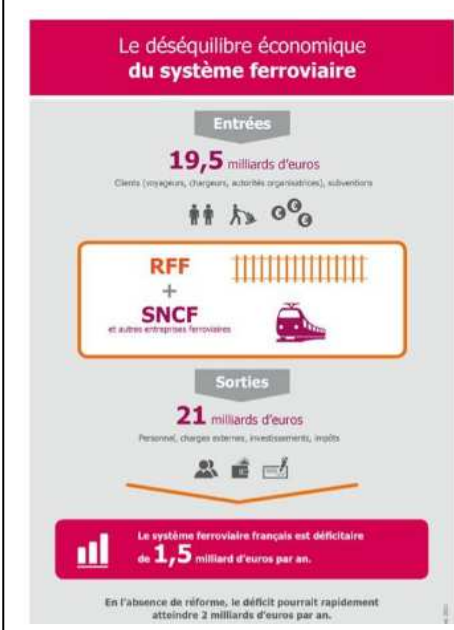 Le déséquilibre économique
du système ferroviaire
Entrées
19,5 milliards d'euros
Clients (voyageurs, chargeurs, autorités organisatrices), subventions
RFF
+
SNCF
et autres entreprises ferroviaires
Sorties
21 milliards d'euros
Personnel, charges externes, investissements, impôts
Le système ferroviaire français est déficitaire
de 1,5 milliard d'euros par an.
En l'absence de réforme, le déficit pourrait rapidement
atteindre 2 milliards d'euros par an.